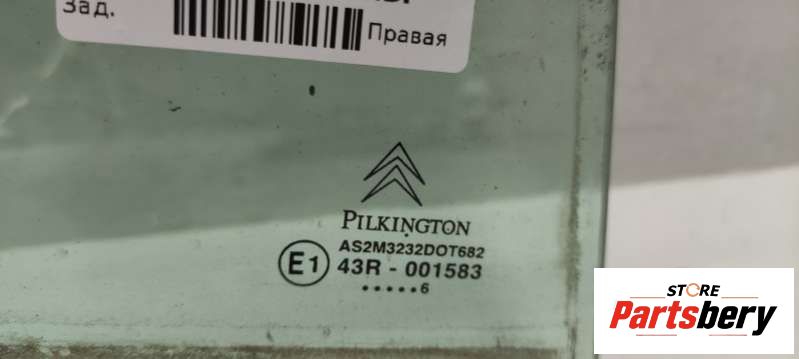 Зад.
Правая
PILKINGTON
AS2M3232DOT682
E1
43R - 001583
•••••6
STORE
Partsbery